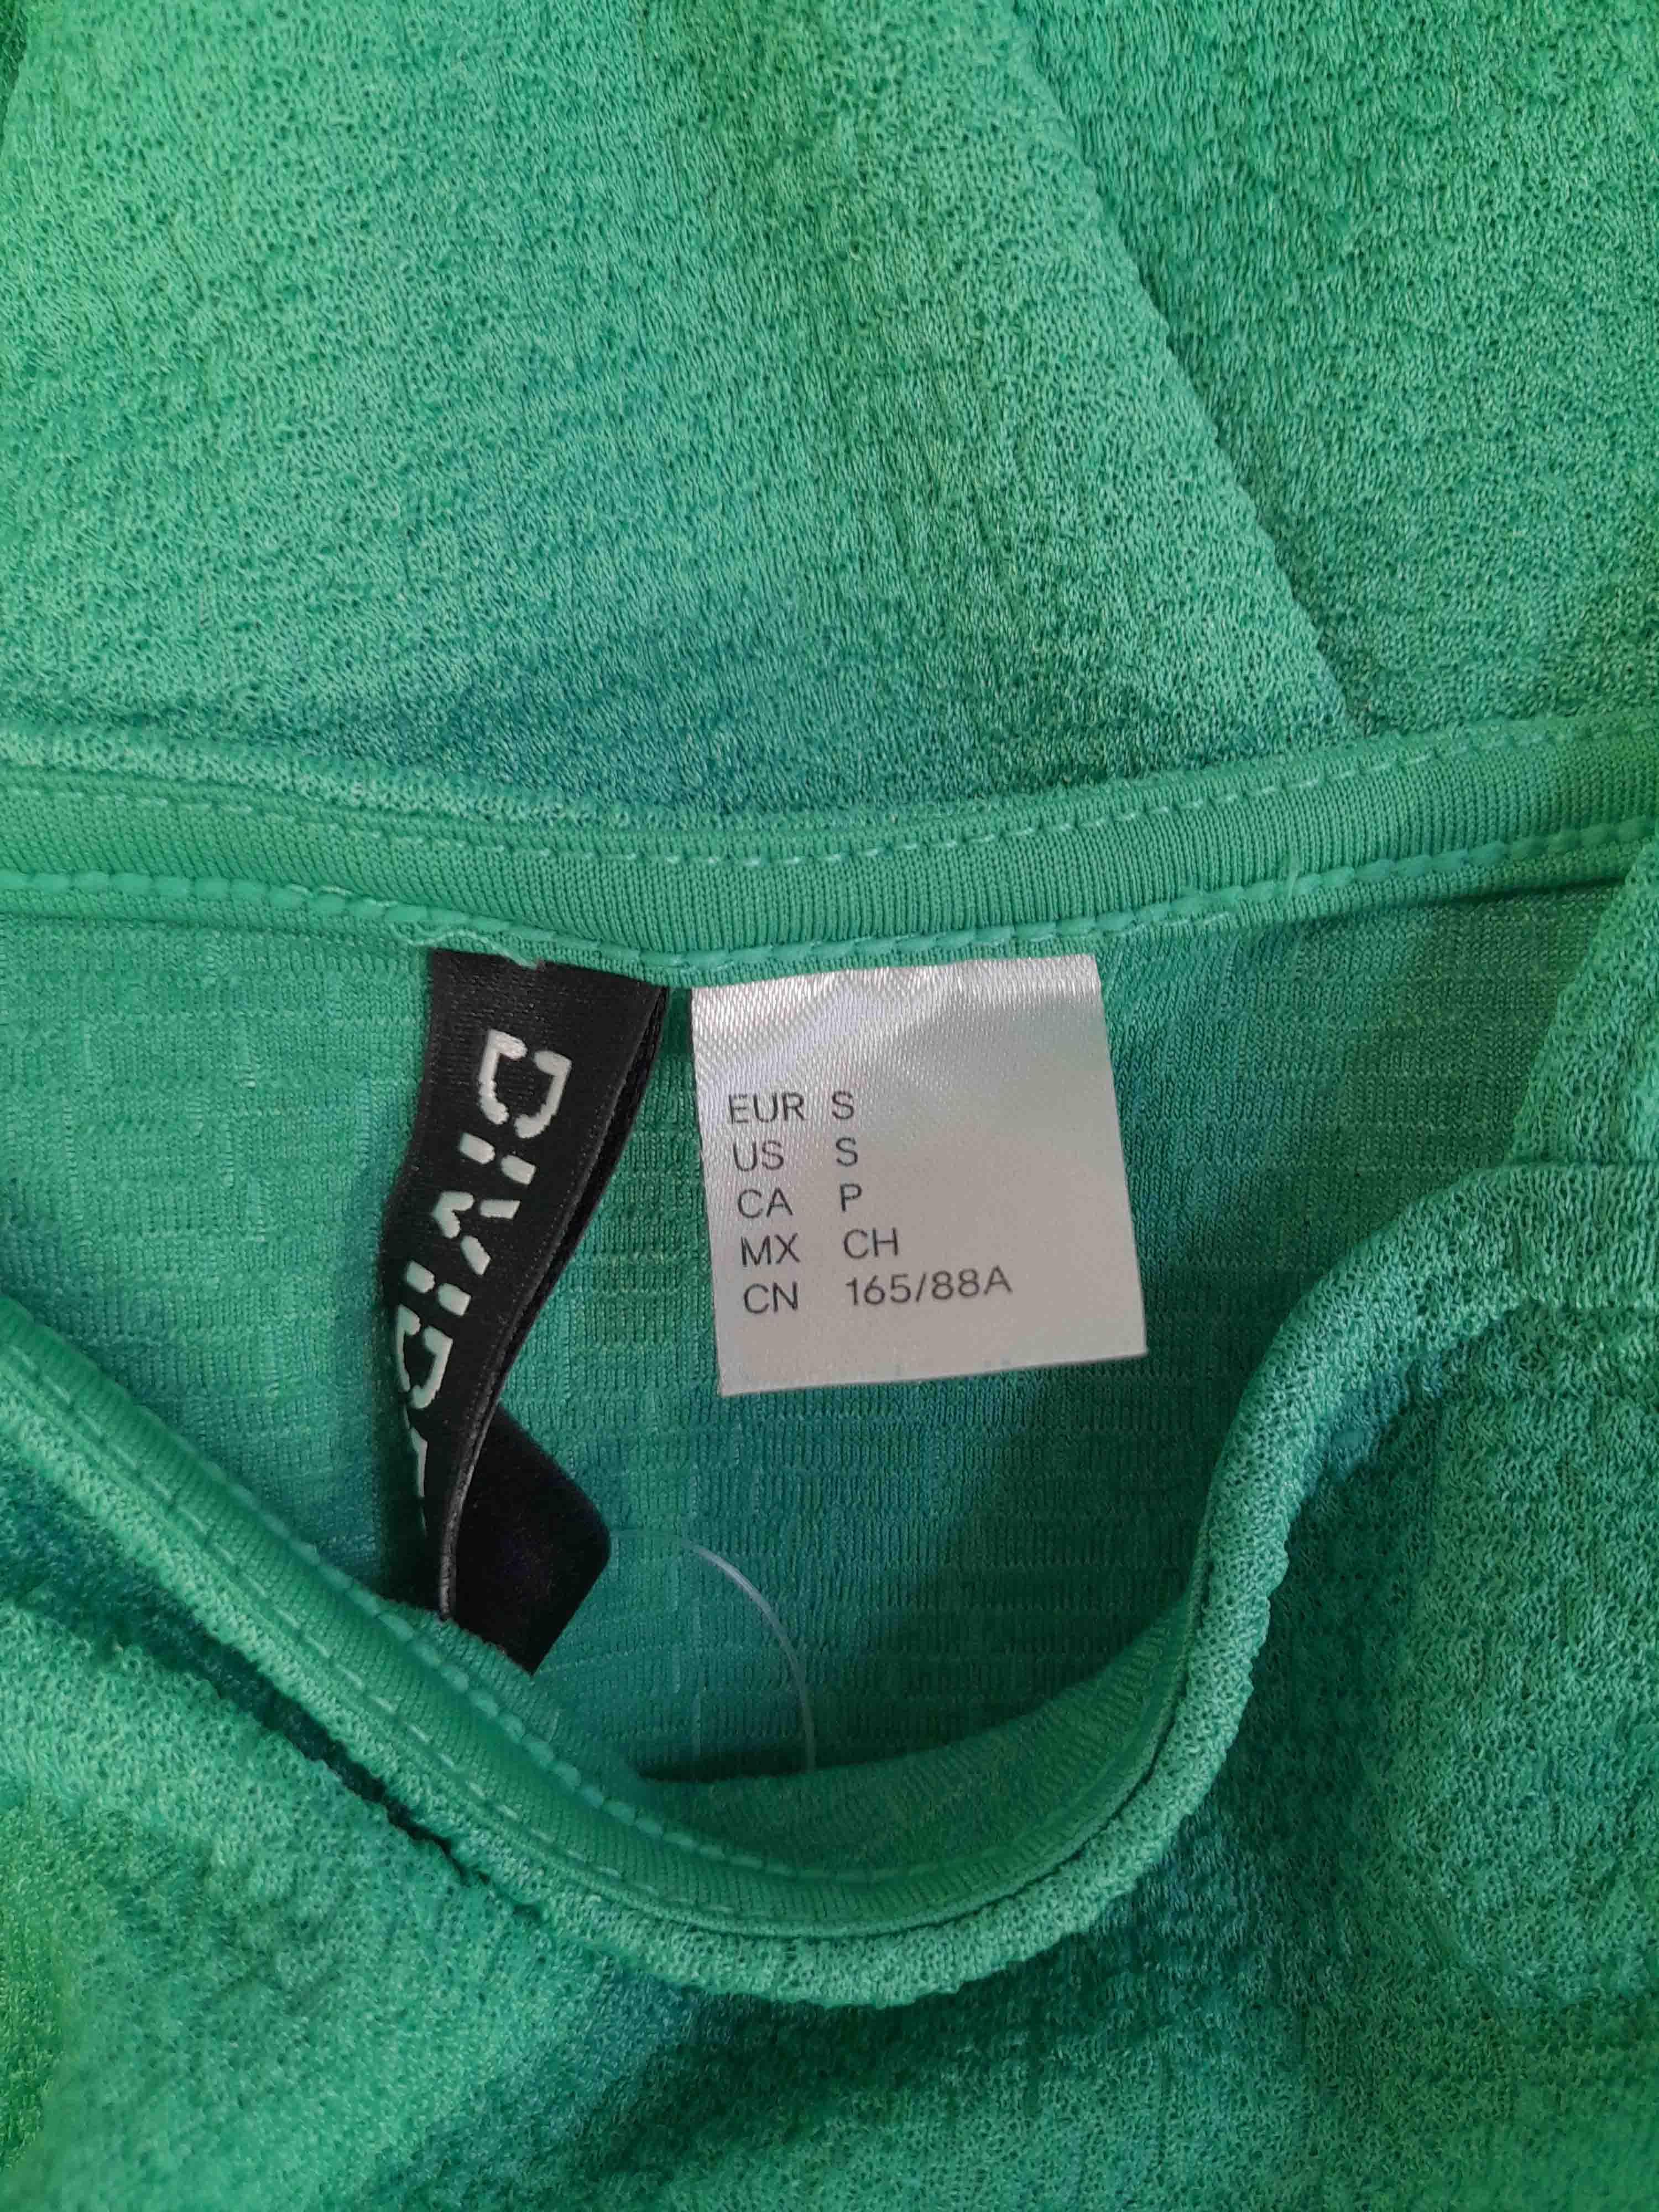 EUR S
US S
CA P
MX CH
CN 165/88A